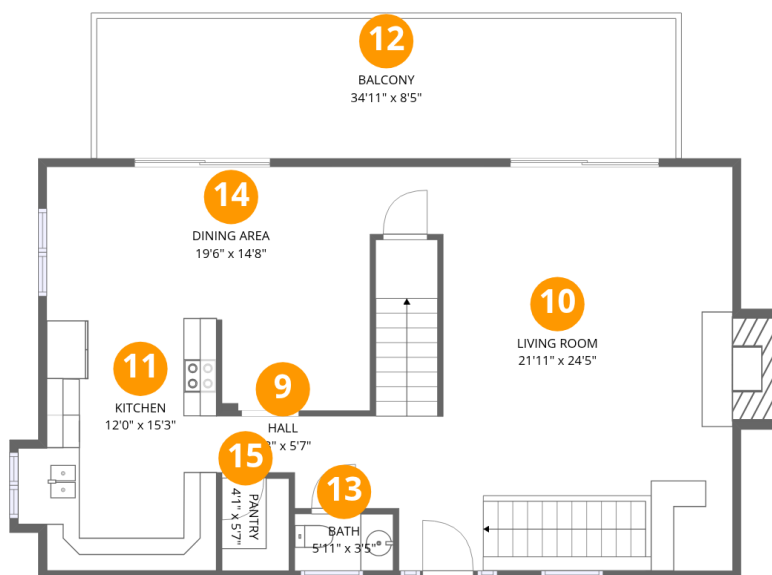 12
BALCONY
34'11" x 8'5"
14
DINING AREA
19'6" x 14'8"
10
LIVING ROOM
21'11" x 24'5"
11
KITCHEN
12'0" x 15'3"
9
HALL
x 5'7"
15
PANTRY
4'1" x 5'7"
13
BATH
5'11" x 3'5"